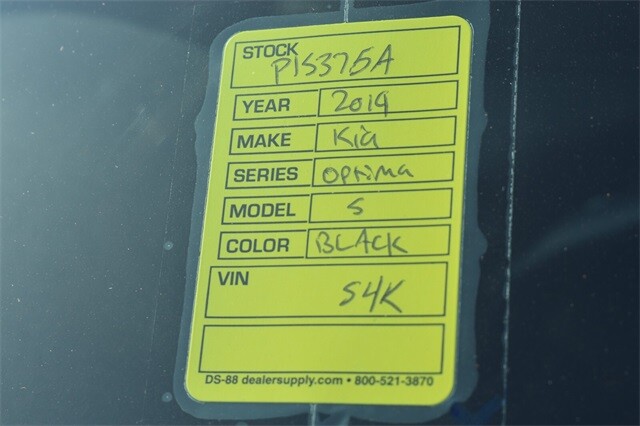 STOCK P15375A
YEAR 2019
MAKE Kia
SERIES Optima
MODEL S
COLOR BLACK
VIN 54K
DS-88 dealersupply.com • 800-521-3870